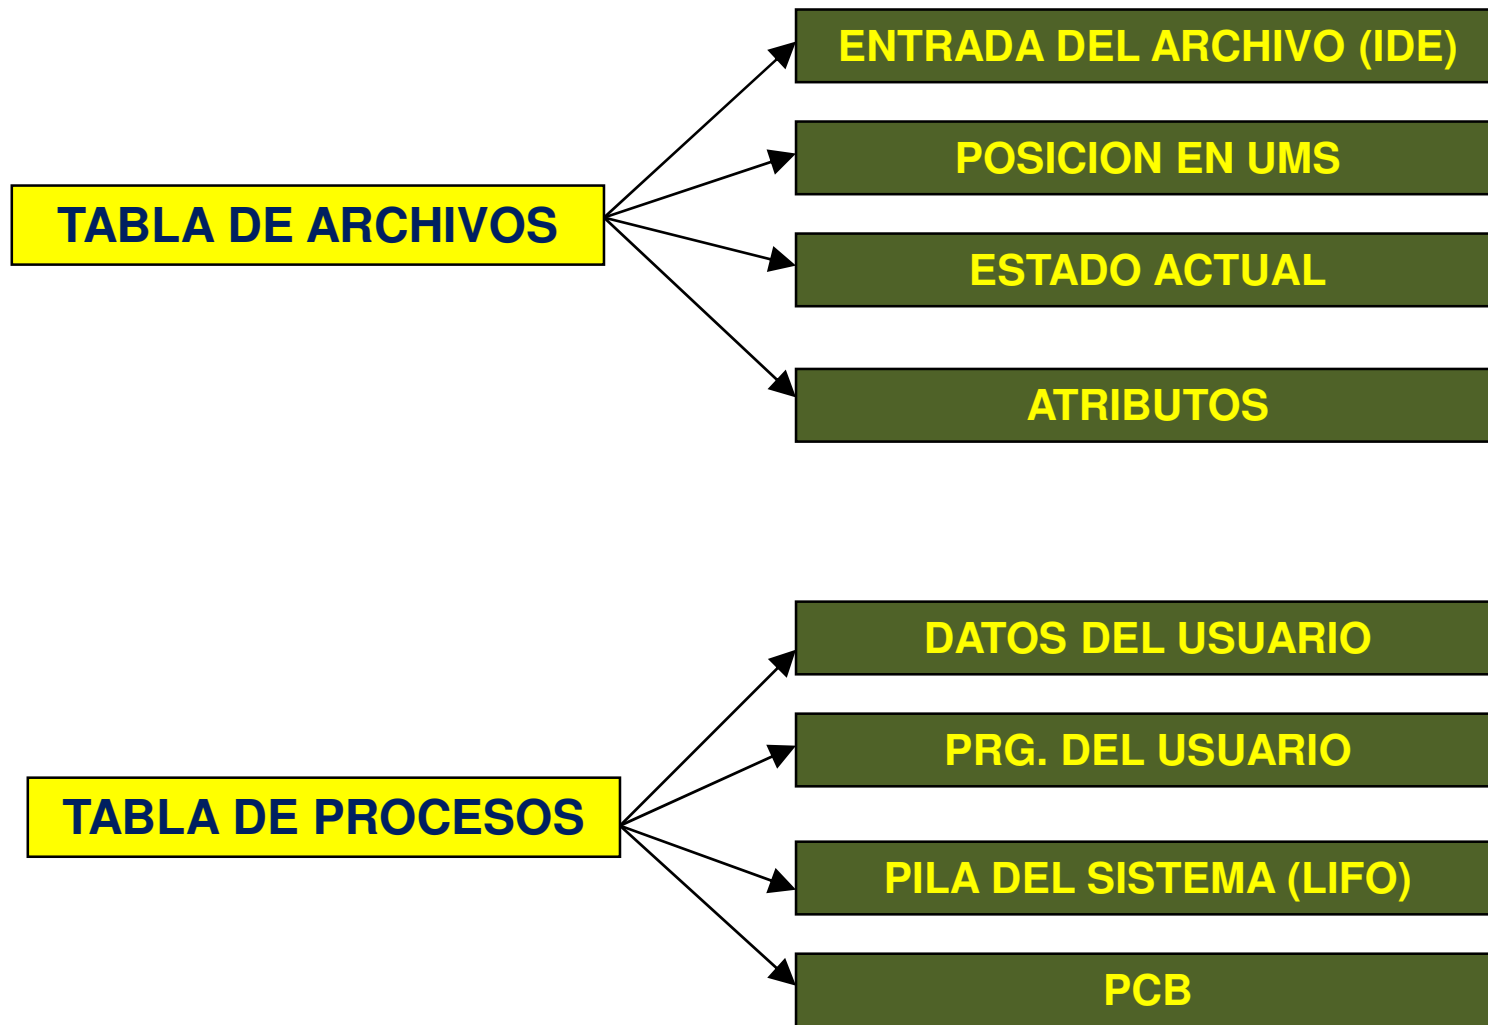 ENTRADA DEL ARCHIVO (IDE)
POSICION EN UMS
TABLA DE ARCHIVOS
ESTADO ACTUAL
ATRIBUTOS
DATOS DEL USUARIO
PRG. DEL USUARIO
TABLA DE PROCESOS
PILA DEL SISTEMA (LIFO)
PCB